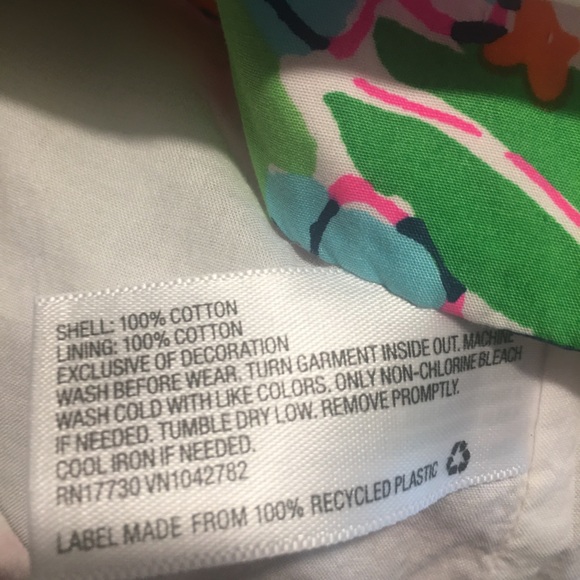 SHELL: 100% COTTON
LINING: 100% COTTON
EXCLUSIVE OF DECORATION
WASH BEFORE WEAR. TURN GARMENT INSIDE OUT. MACHINE
WASH COLD WITH LIKE COLORS. ONLY NON-CHLORINE BLEACH
IF NEEDED. TUMBLE DRY LOW. REMOVE PROMPTLY.
COOL IRON IF NEEDED.
RN17730 VN1042782
LABEL MADE FROM 100% RECYCLED PLASTIC